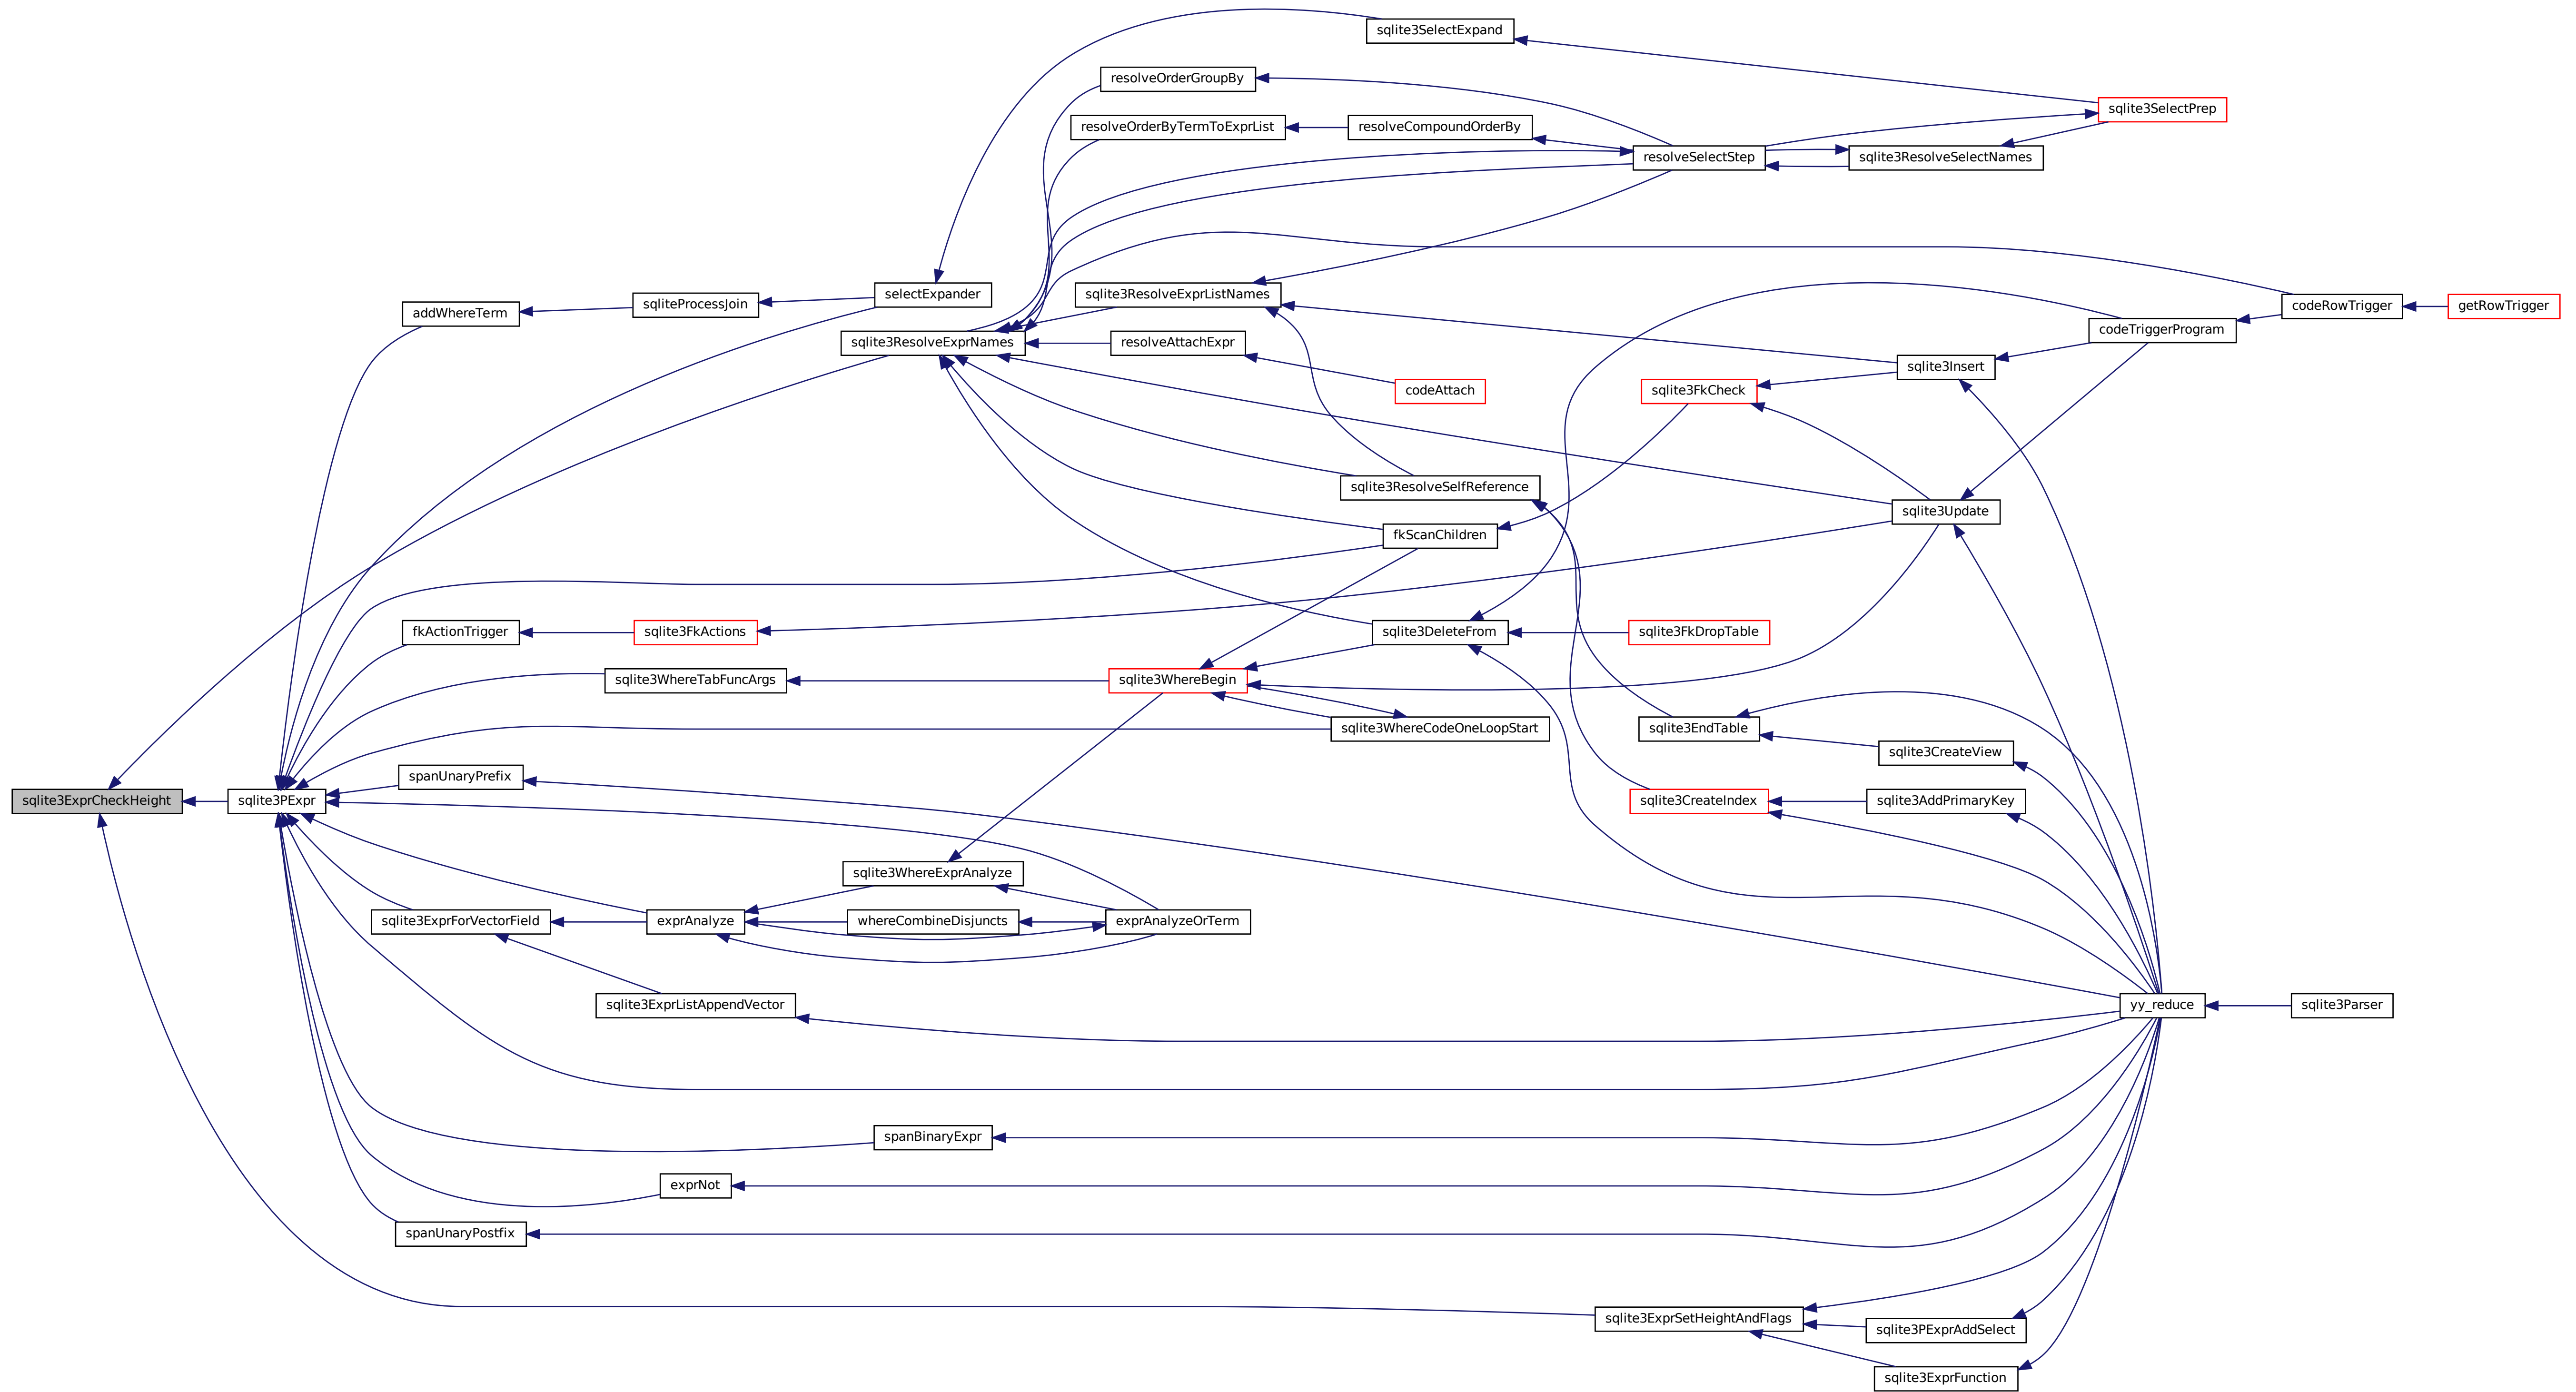 sqlite3SelectExpand
resolveOrderGroupBy
sqlite3SelectPrep
resolveOrderByTermToExprList
resolveCompoundOrderBy
resolveSelectStep
sqlite3ResolveSelectNames
selectExpander
sqlite3ResolveExprListNames
sqliteProcessJoin
codeRowTrigger
getRowTrigger
addWhereTerm
codeTriggerProgram
sqlite3ResolveExprNames
resolveAttachExpr
sqlite3Insert
codeAttach
sqlite3FkCheck
sqlite3ResolveSelfReference
sqlite3Update
fkScanChildren
fkActionTrigger
sqlite3FkActions
sqlite3DeleteFrom
sqlite3FkDropTable
sqlite3WhereTabFuncArgs
sqlite3WhereBegin
sqlite3WhereCodeOneLoopStart
sqlite3EndTable
sqlite3CreateView
spanUnaryPrefix
sqlite3ExprCheckHeight
sqlite3PExpr
sqlite3CreateIndex
sqlite3AddPrimaryKey
sqlite3WhereExprAnalyze
sqlite3ExprForVectorField
exprAnalyze
whereCombineDisjuncts
exprAnalyzeOrTerm
sqlite3ExprListAppendVector
yy_reduce
sqlite3Parser
spanBinaryExpr
exprNot
spanUnaryPostfix
sqlite3ExprSetHeightAndFlags
sqlite3PExprAddSelect
sqlite3ExprFunction